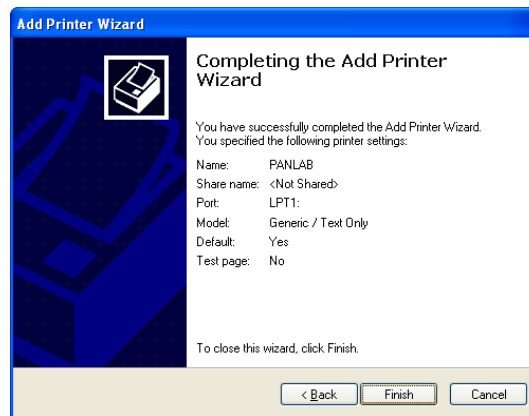 Add Printer Wizard
Completing the Add Printer
Wizard
You have successfully completed the Add Printer Wizard.
You specified the following printer settings:
Name: PANLAB
Share name: <Not Shared>
Port: LPT1:
Model: Generic / Text Only
Default: Yes
Test page: No
To close this wizard, click Finish.
< Back Finish Cancel